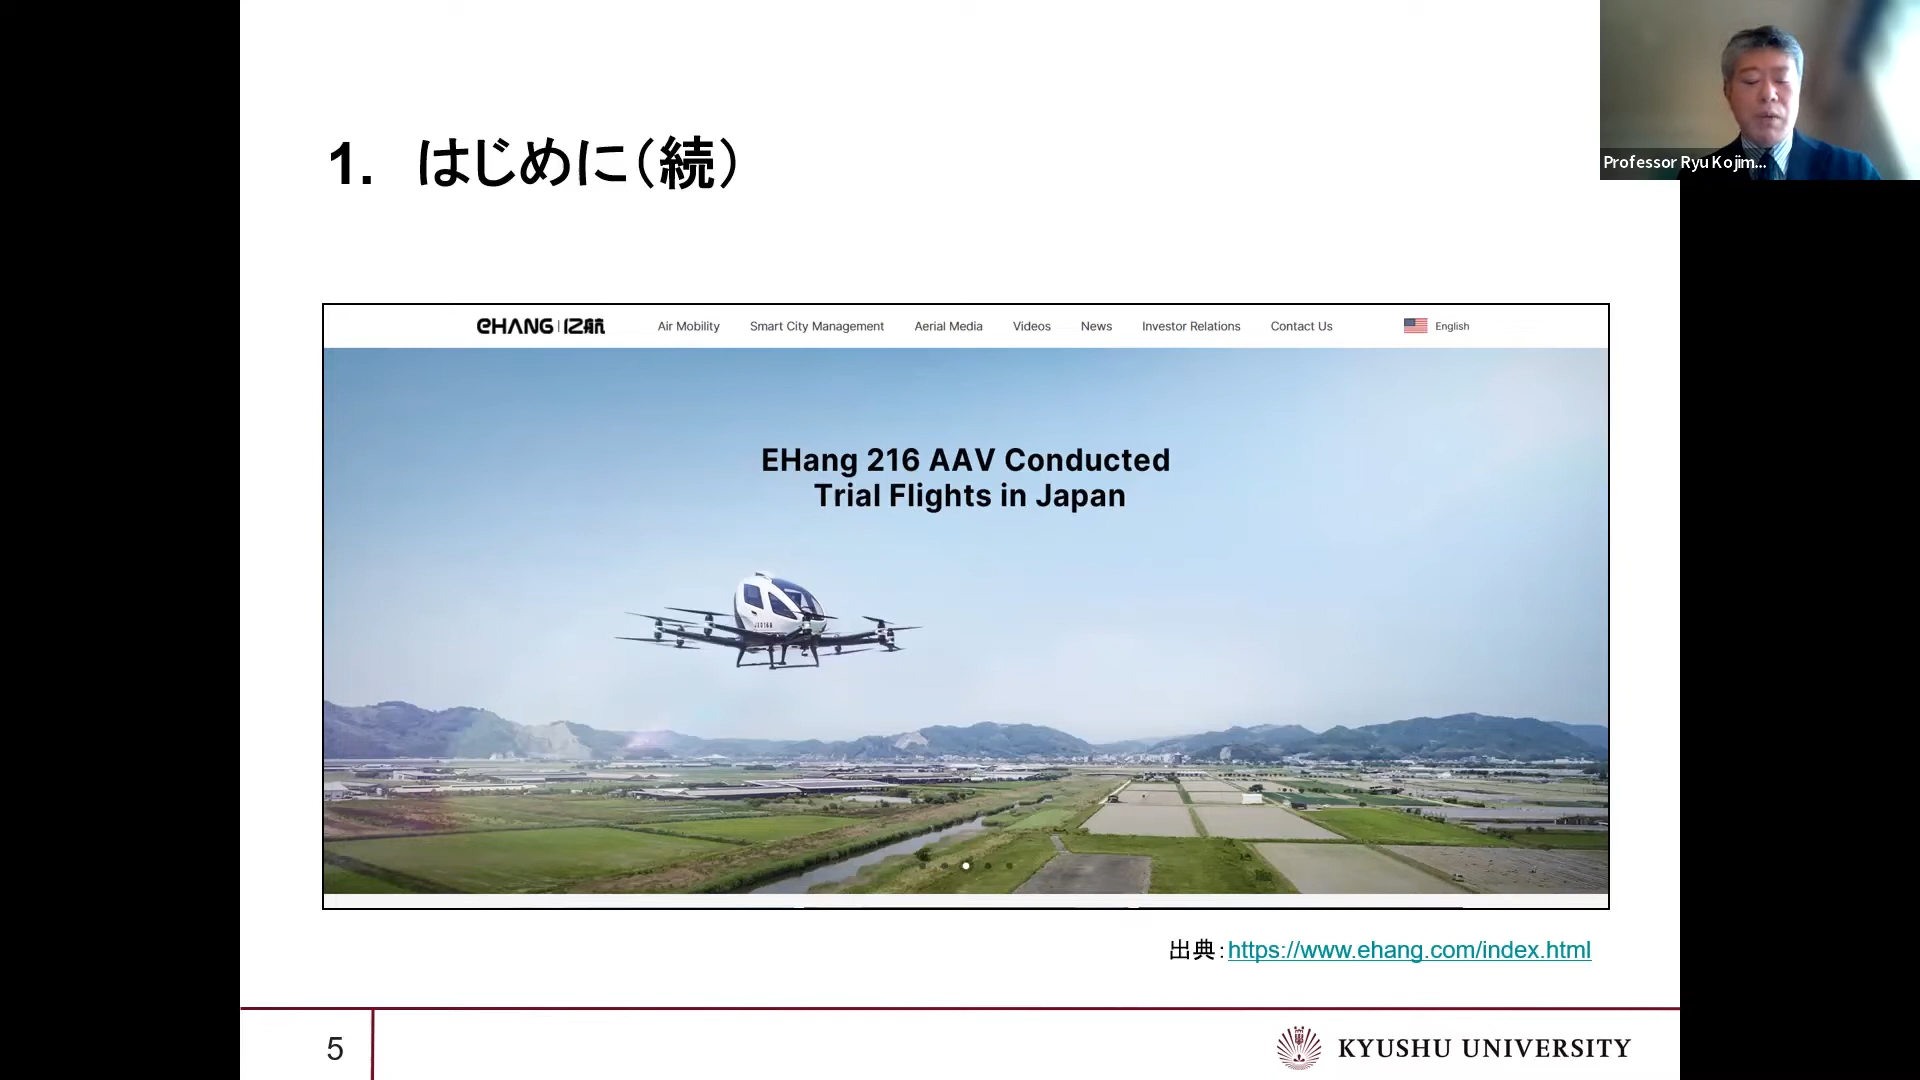 Professor Ryu Kojim...
1. はじめに（続）
EHANG 亿航 Air Mobility Smart City Management Aerial Media Videos News Investor Relations Contact Us English
EHang 216 AAV Conducted
Trial Flights in Japan
出典：https://www.ehang.com/index.html
5
KYUSHU UNIVERSITY